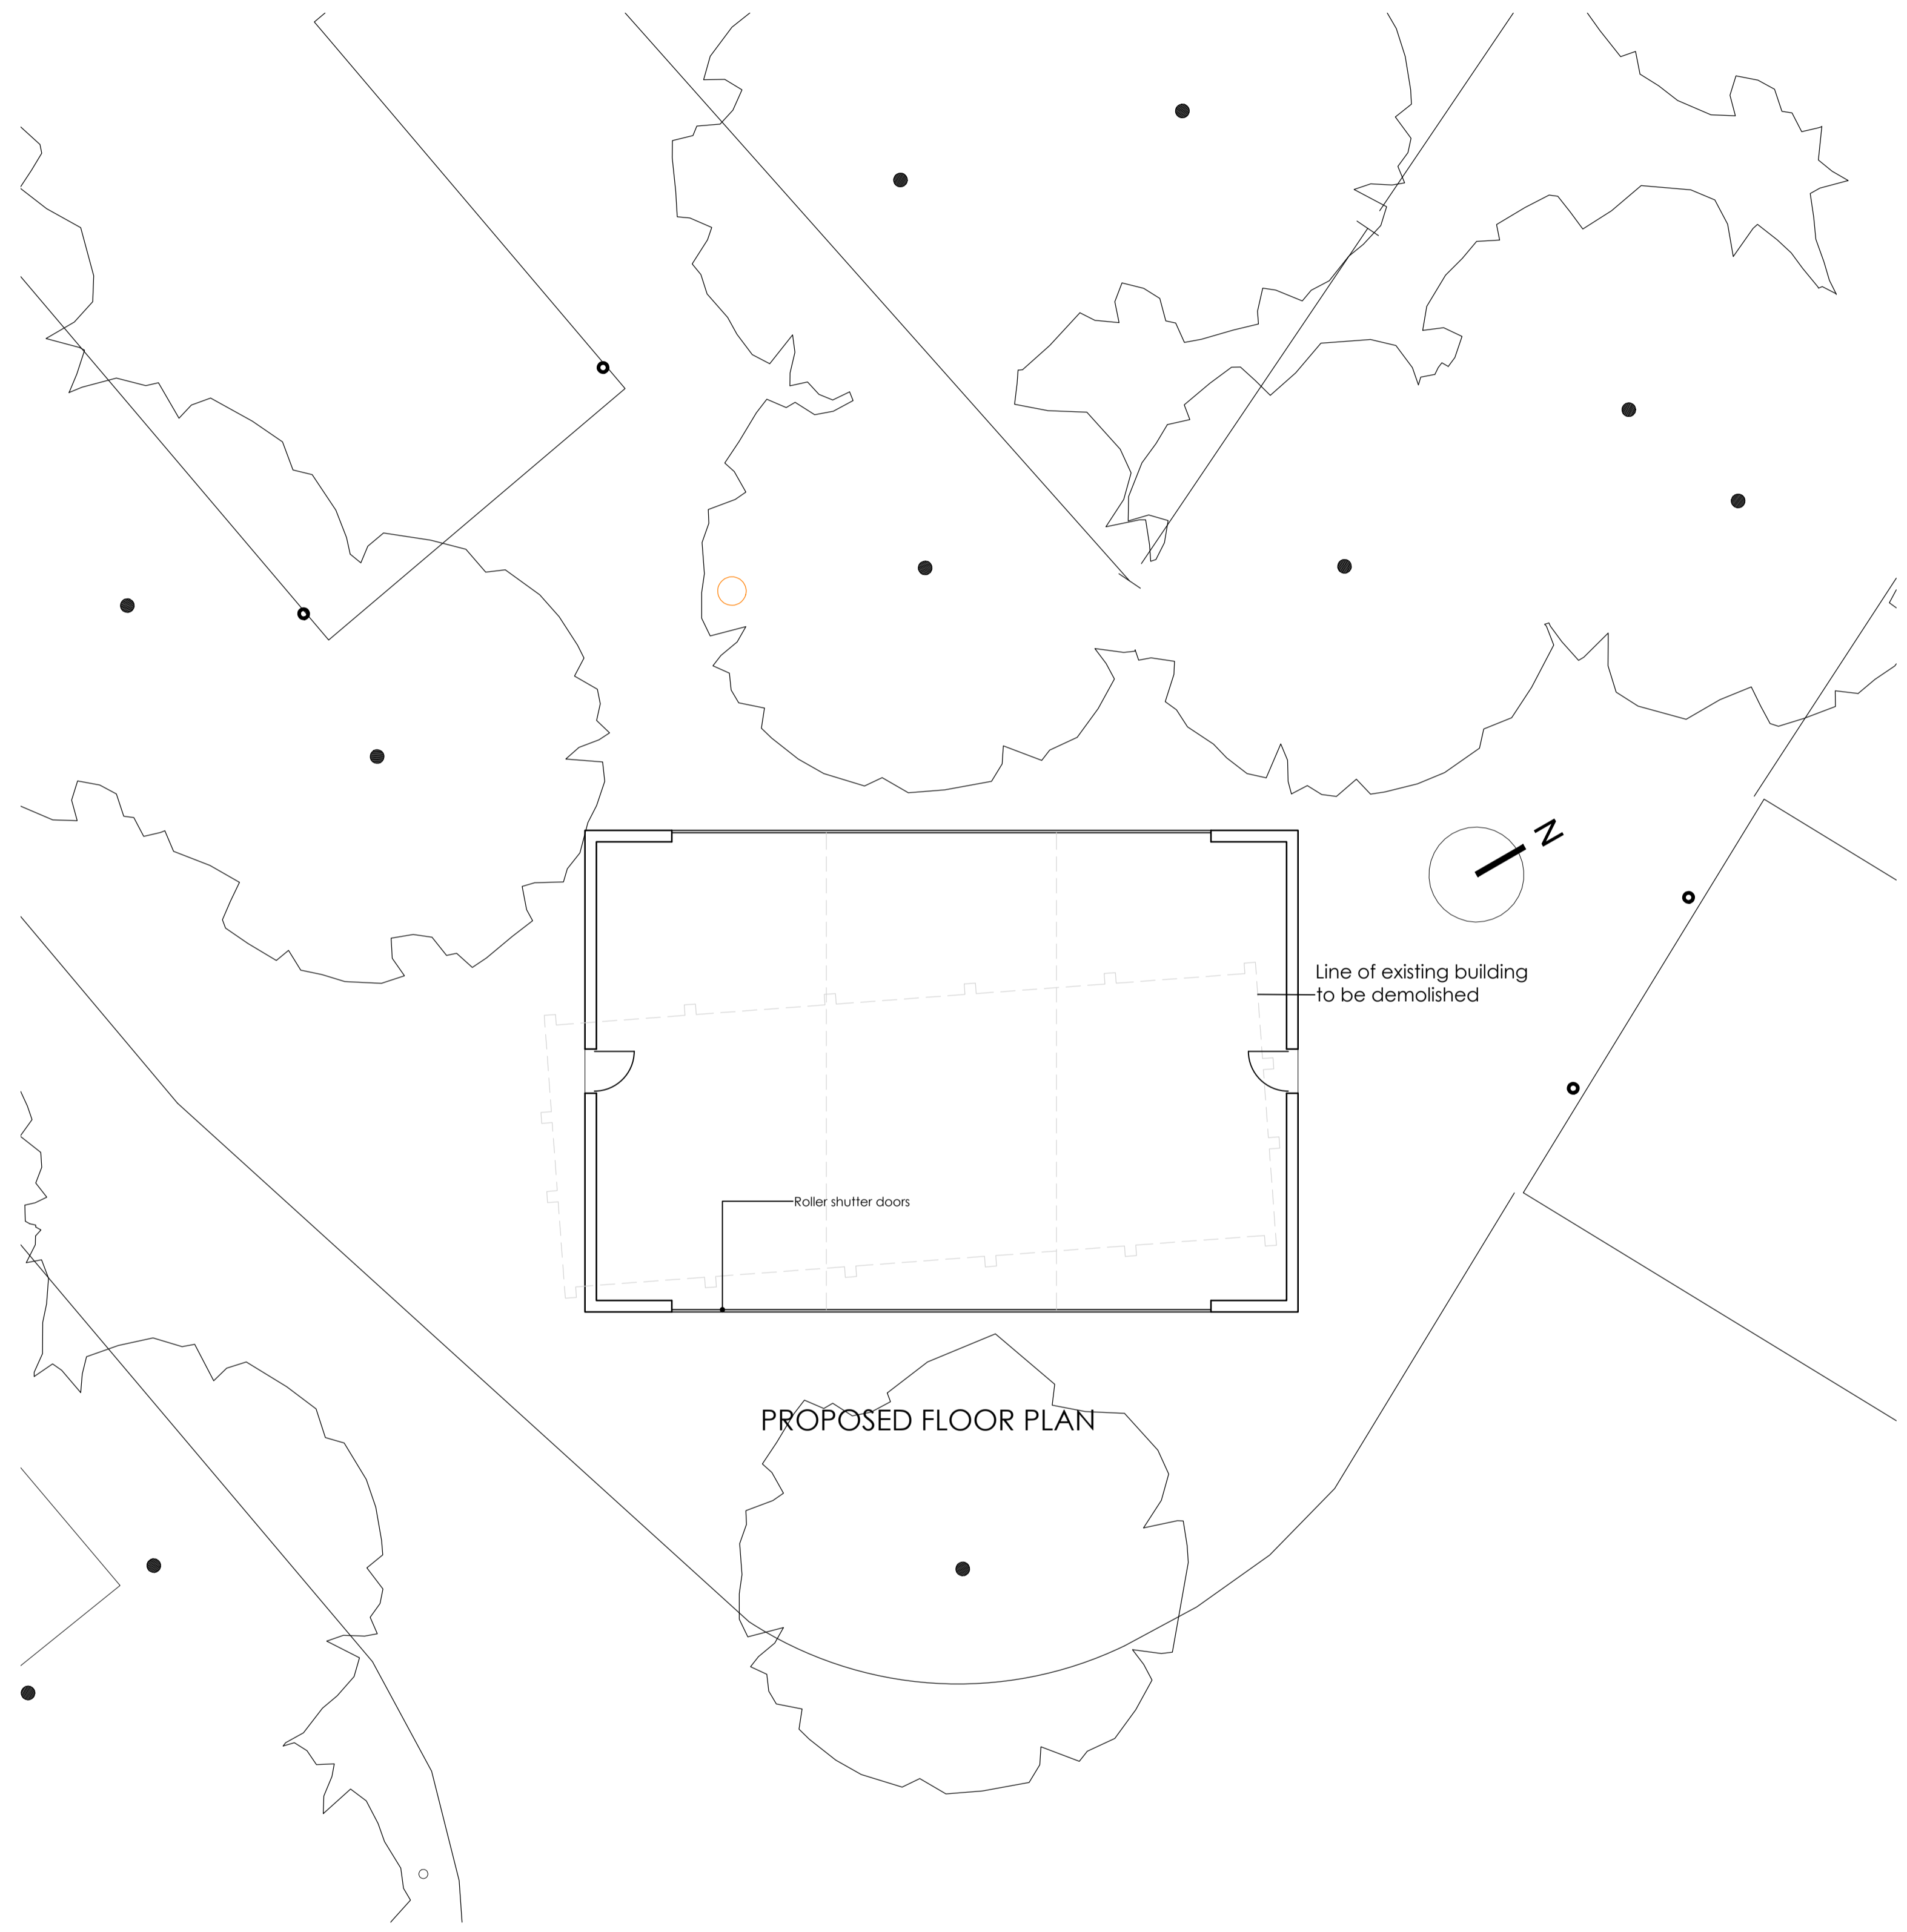 N
Line of existing building
to be demolished
Roller shutter doors
PROPOSED FLOOR PLAN